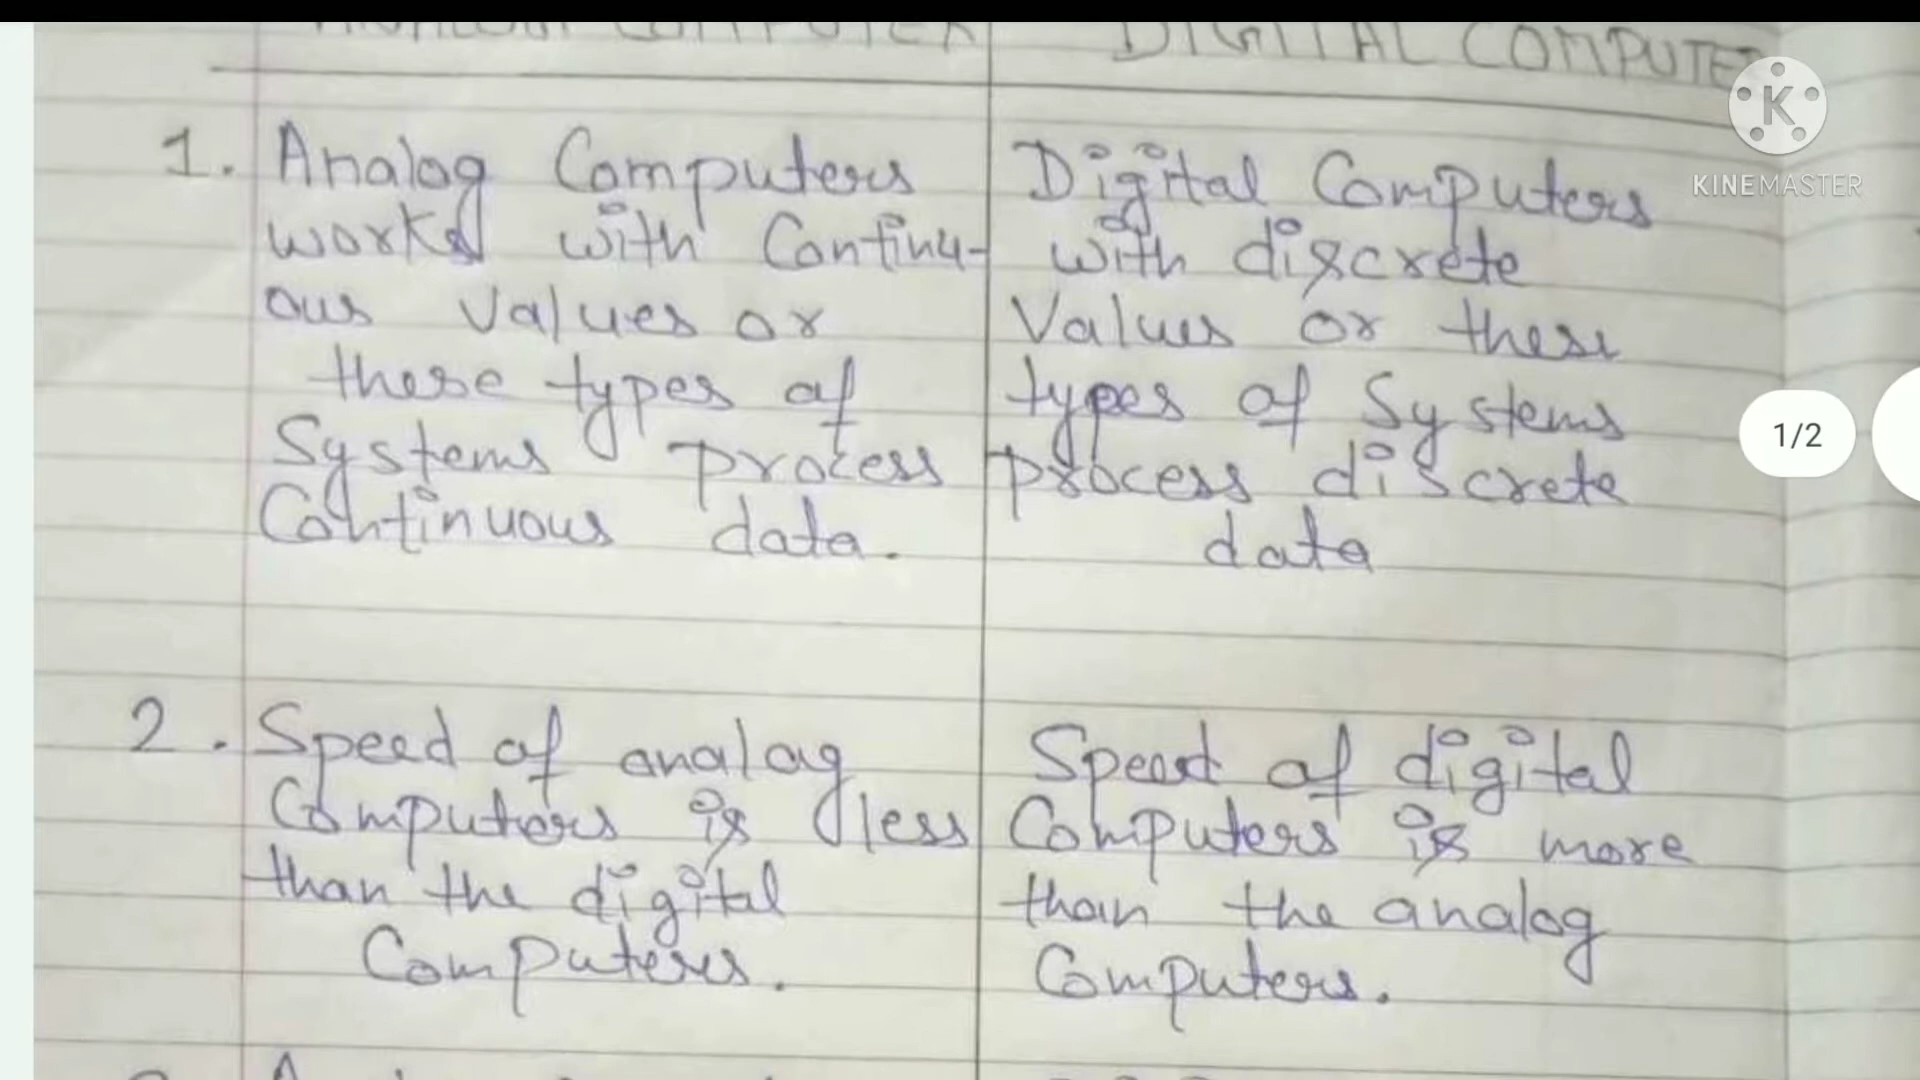 ANALOG COMPUTER DIGITAL COMPUTE
KINEMASTER
1/2
1. Analog Computers
works with Continu-
ous values or
these types of
Systems process
Continuous data.
Digital Computers
with discrete
Values or these
types of Systems
process discrete
data
2. Speed of analog
Computers is less
than the digital
Computers.
Speed of digital
Computers is more
than the analog
Computers.